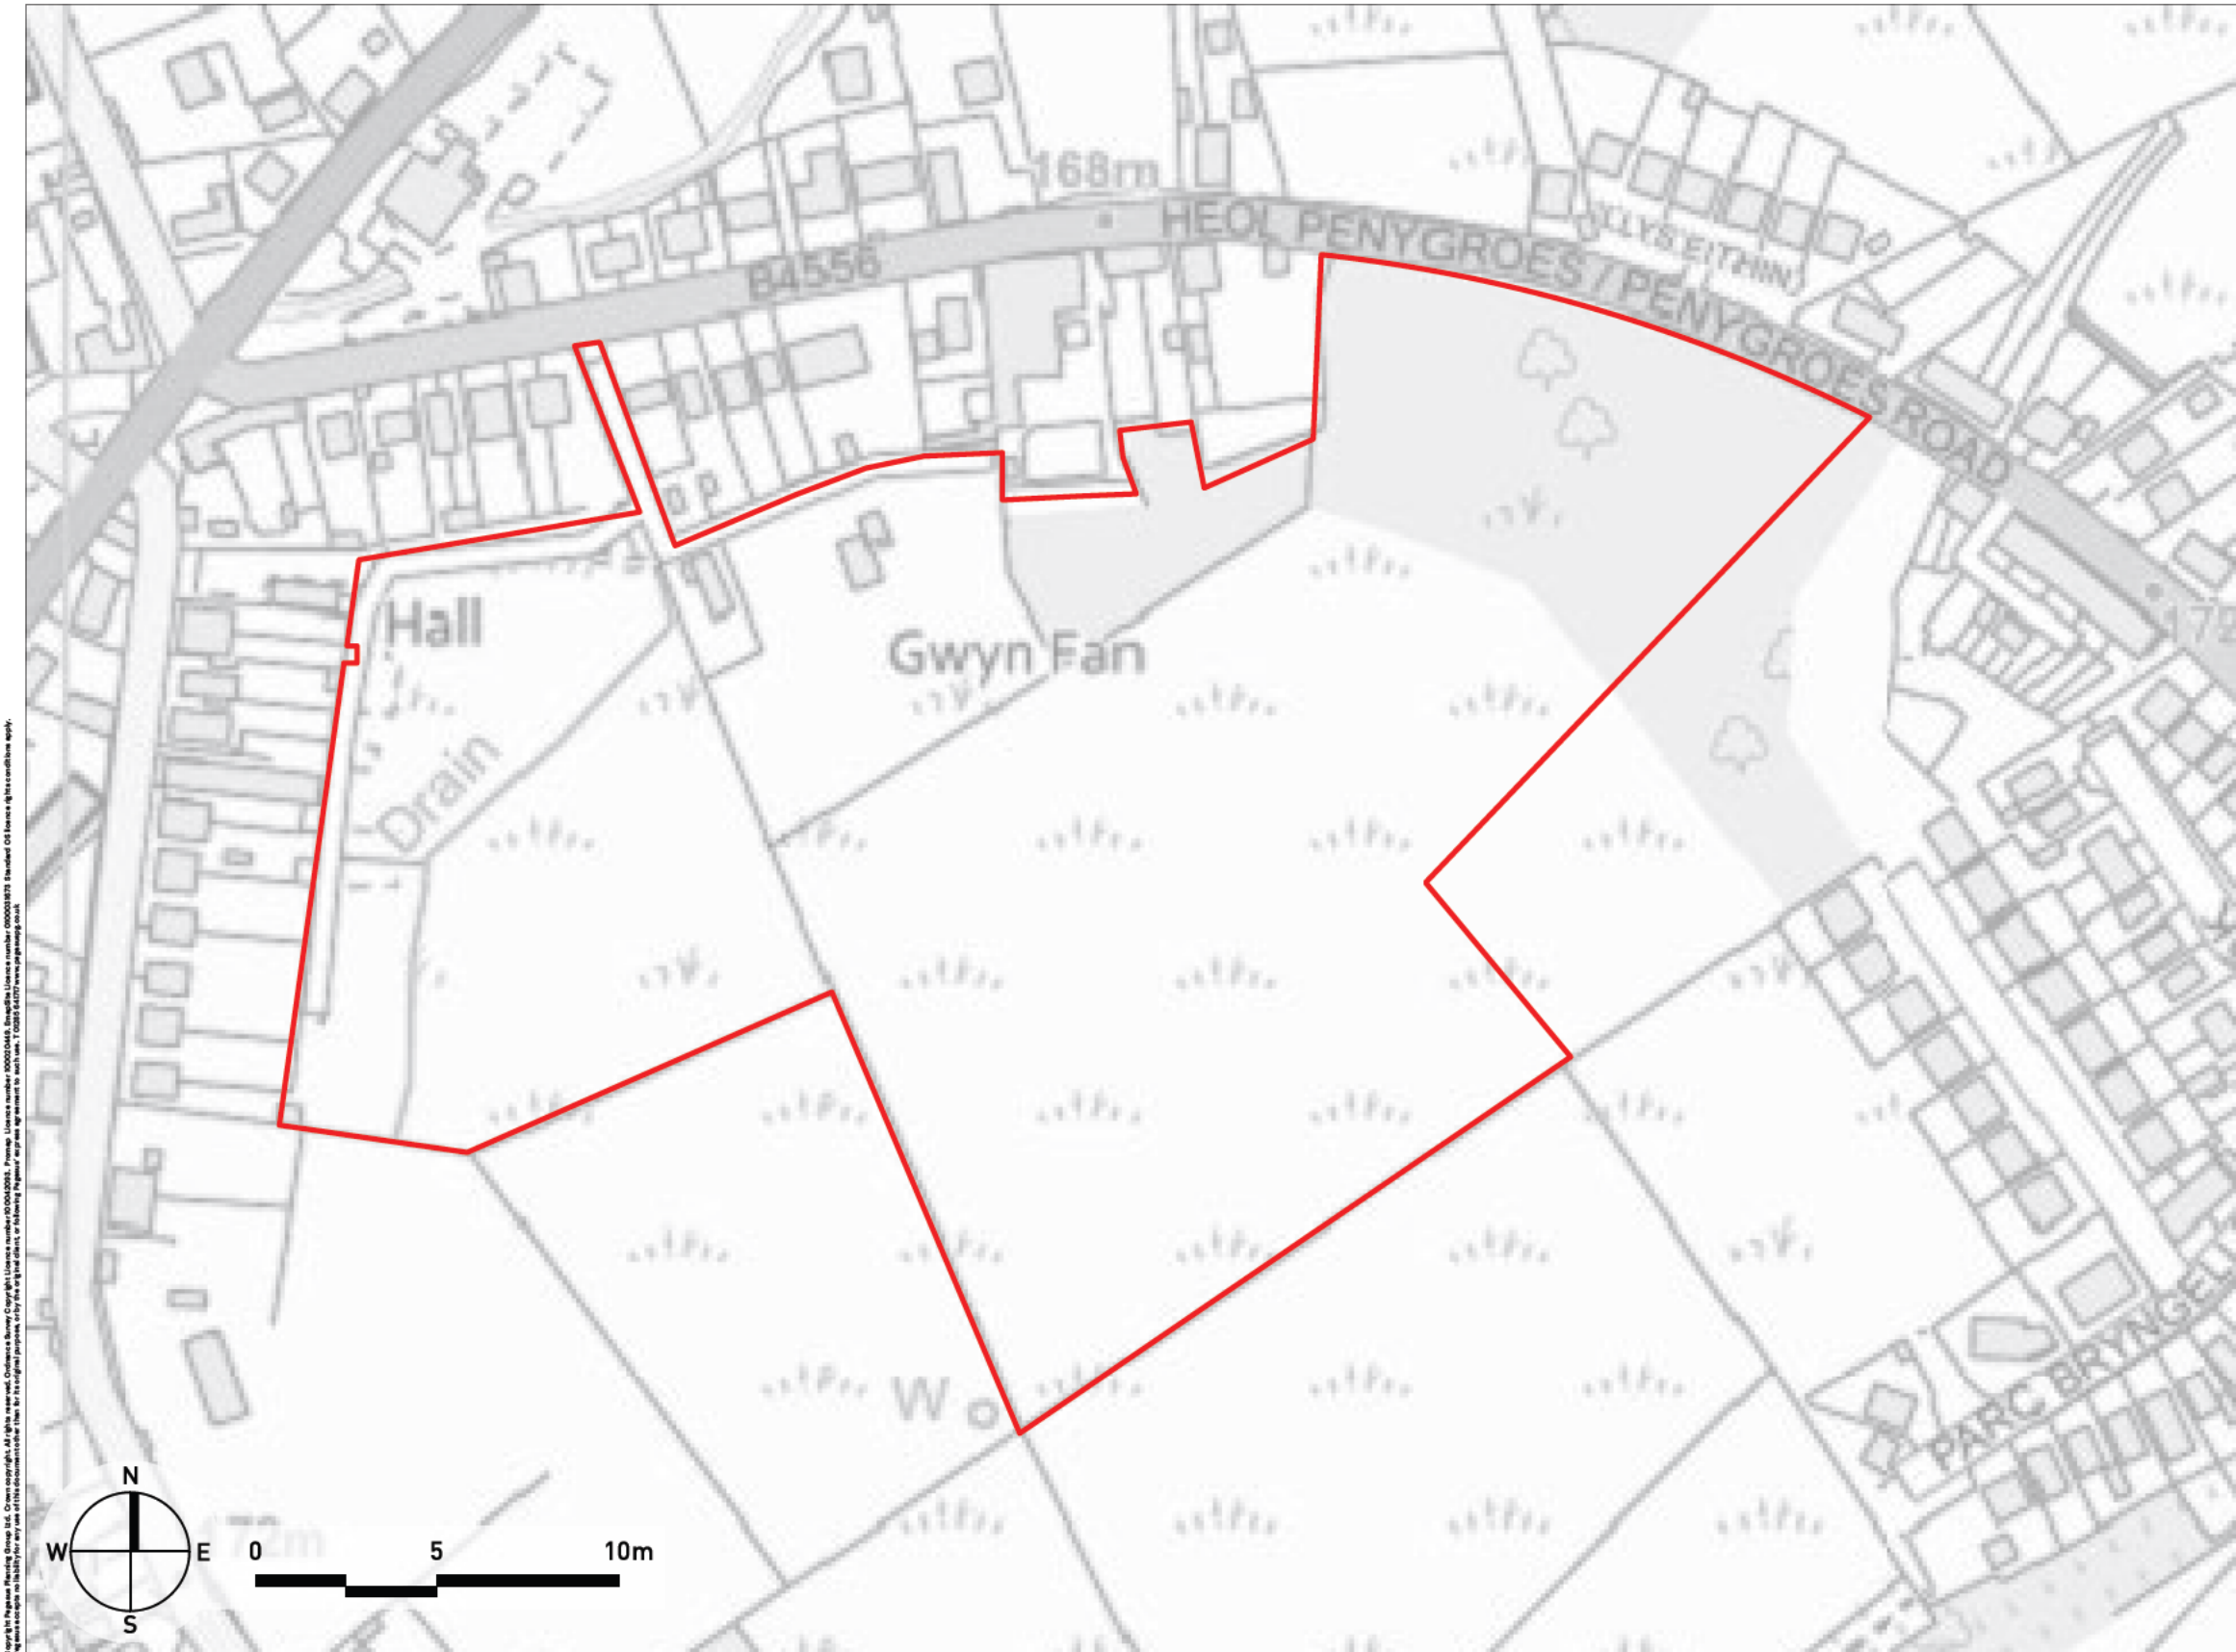 168m
HEOL PENYGROES / PENYGROES ROAD
(LLYS EITHIN)
B4556
Hall
Gwyn Fan
Drain
W
PARC BRYNGE
172m
N
W
E
S
0 5 10m